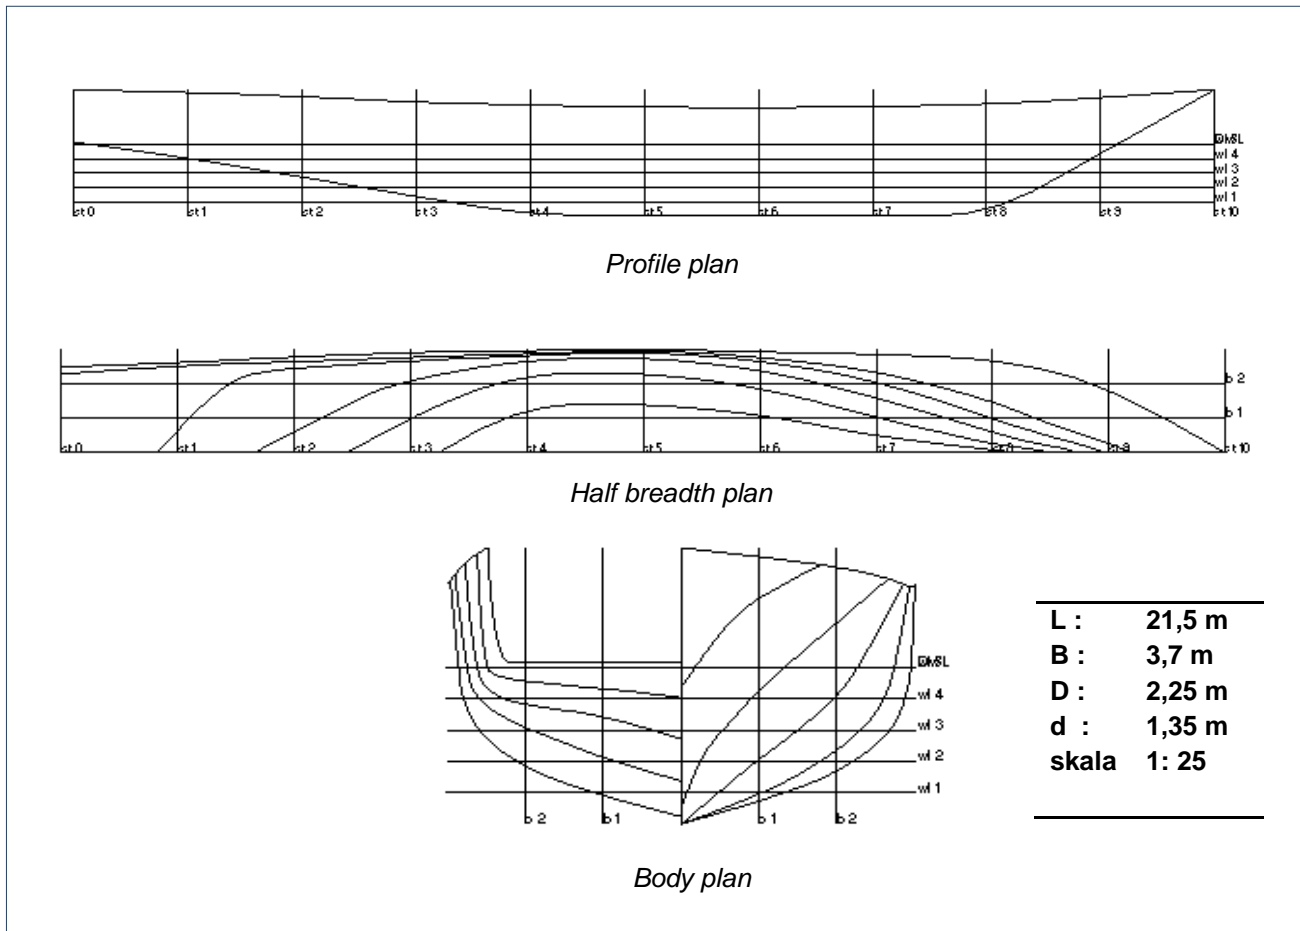 wl 4
wl 3
wl 2
wl 1
st 0 st 1 st 2 st 3 st 4 st 5 st 6 st 7 st 8 st 9 st 10
Profile plan
b 2
b 1
st 0 st 1 st 2 st 3 st 4 st 5 st 6 st 7 st 8 st 9 st 10
Half breadth plan
wl 4
wl 3
wl 2
wl 1
b 2 b 1 b 1 b 2
L : 21,5 m
B : 3,7 m
D : 2,25 m
d : 1,35 m
skala 1: 25
Body plan